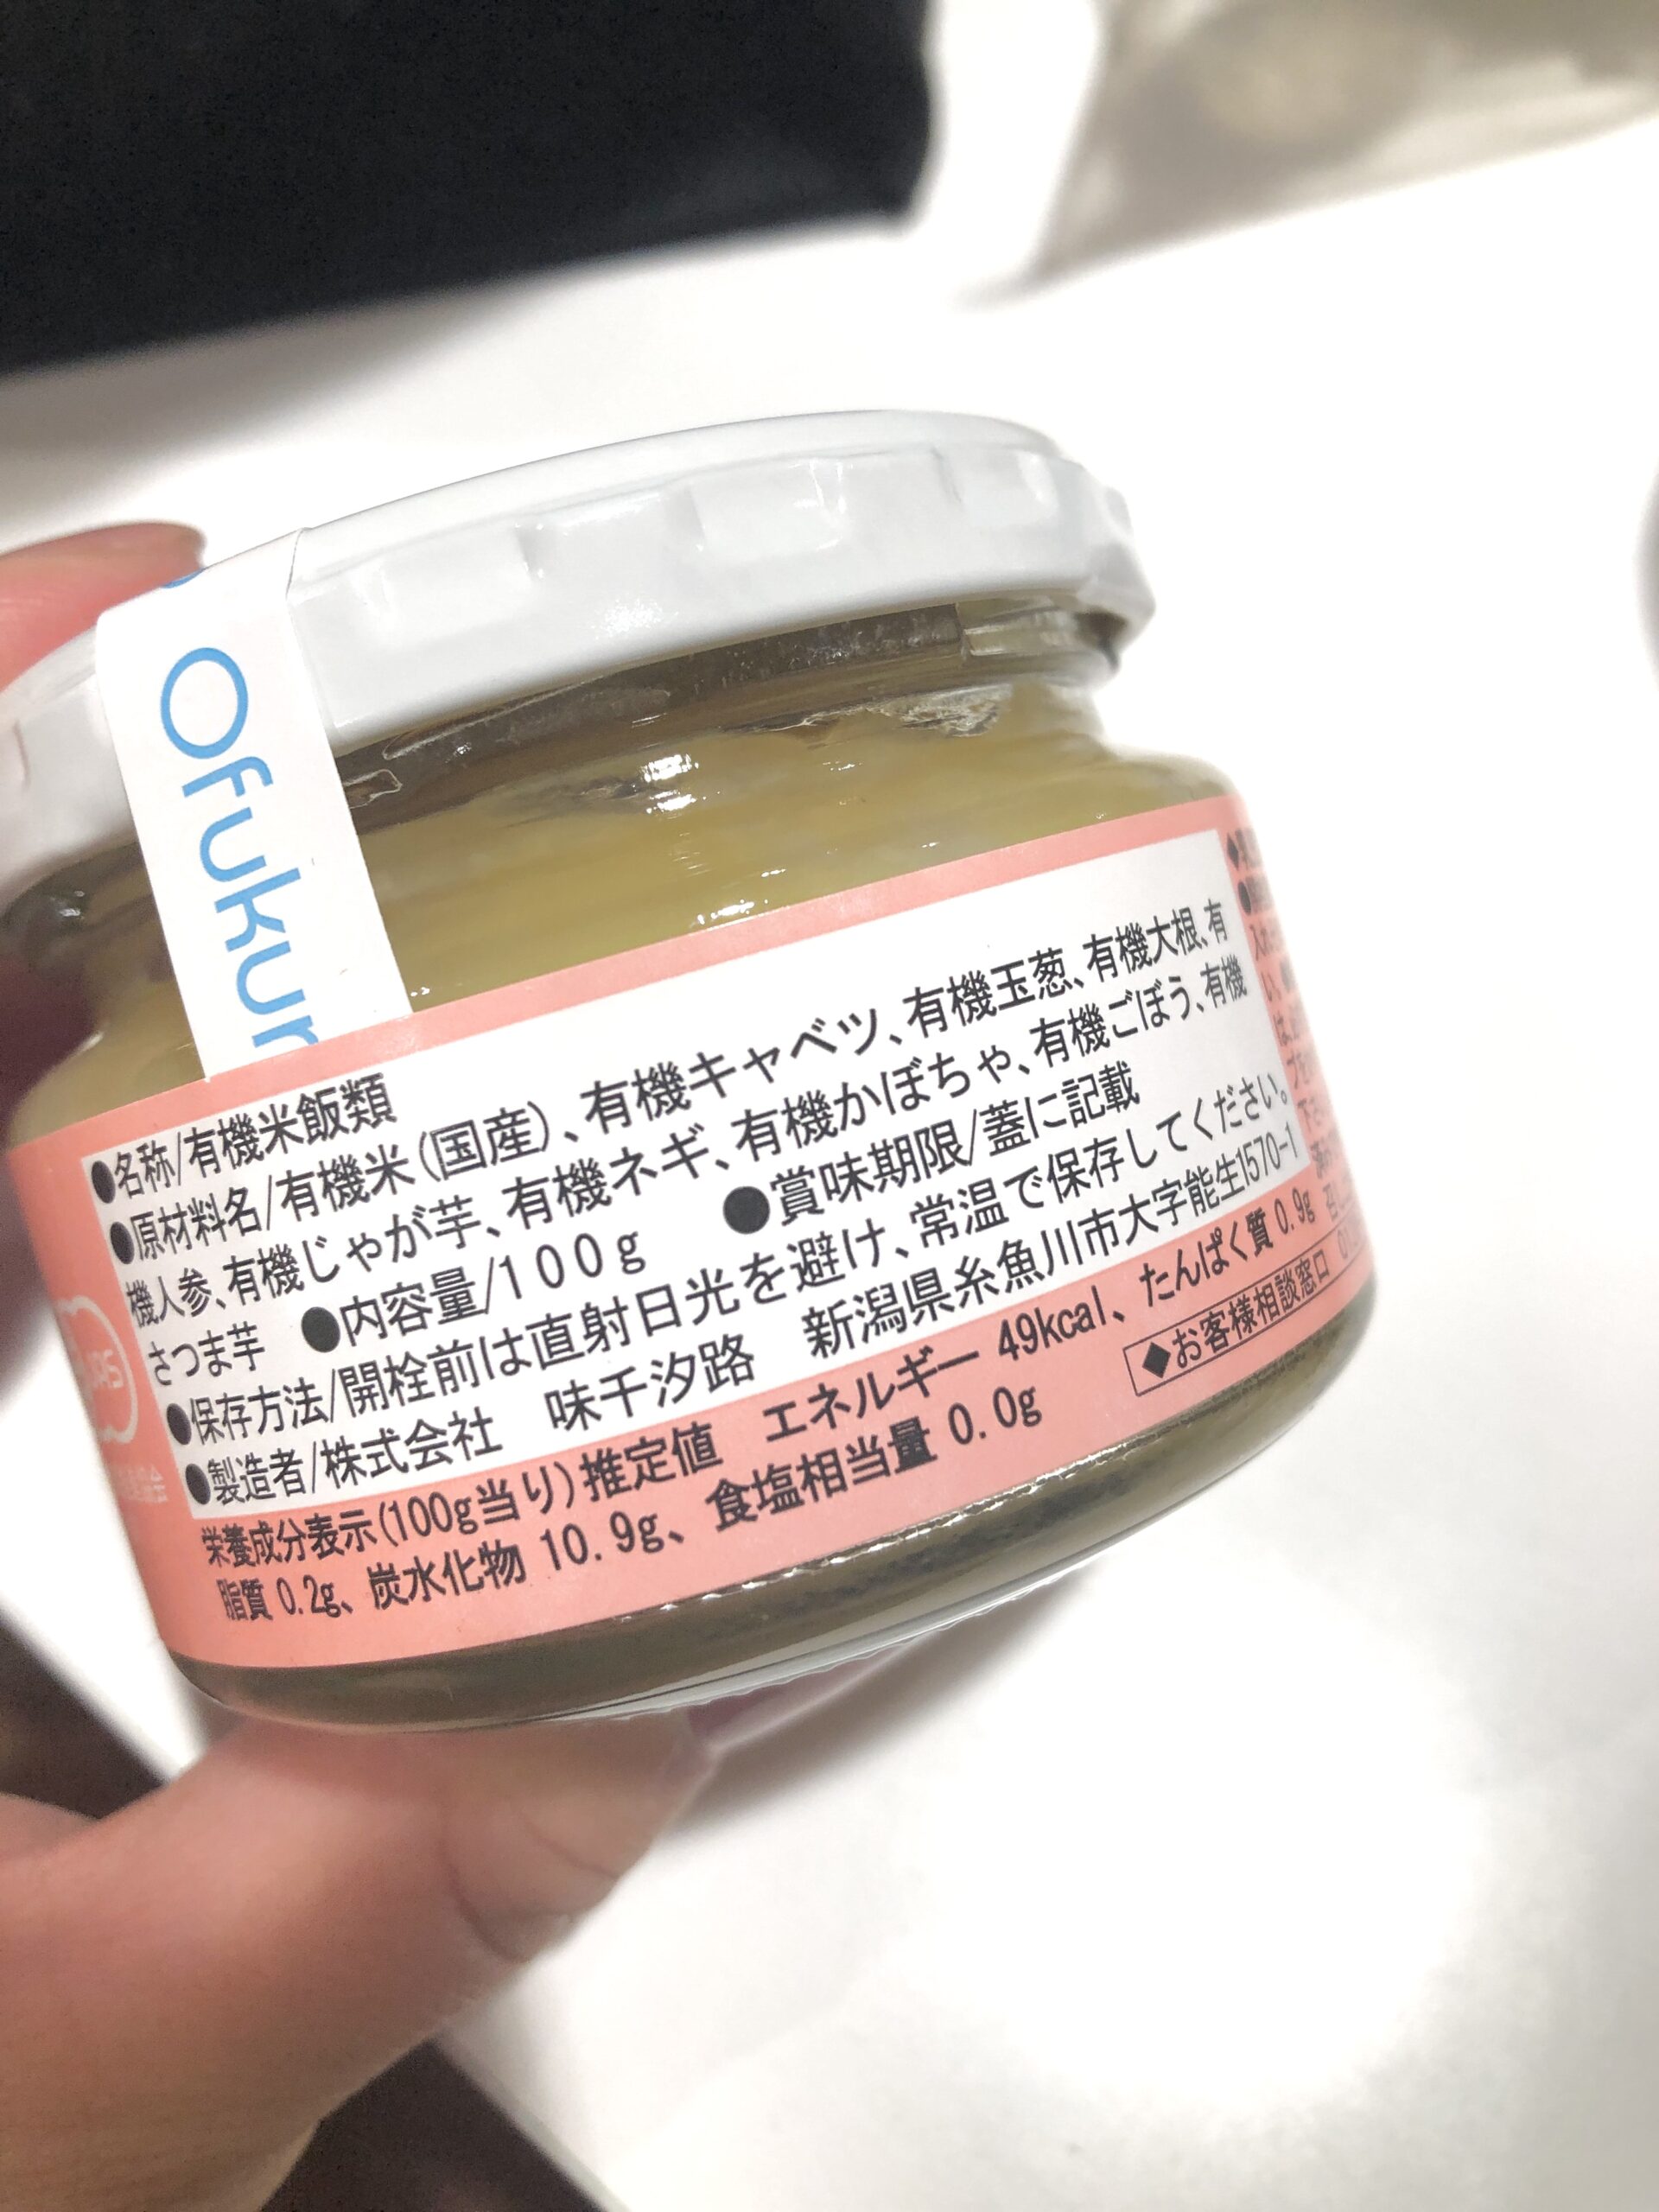 Ofukur
●名称/有機米飯類
●原材料名/有機米(国産)、有機キャベツ、有機玉葱、有機大根、有
機人参、有機じゃが芋、有機ネギ、有機かぼちゃ、有機ごぼう、有機
さつま芋 ●内容量/100g ●賞味期限/蓋に記載
●保存方法/開栓前は直射日光を避け、常温で保存してください。
●製造者/株式会社 味千汐路 新潟県糸魚川市大字能生1570-1
栄養成分表示(100g当り)推定値 エネルギー 49kcal、たんぱく質 0.9g
脂質 0.2g、炭水化物 10.9g、食塩相当量 0.0g
◆お客様相談窓口